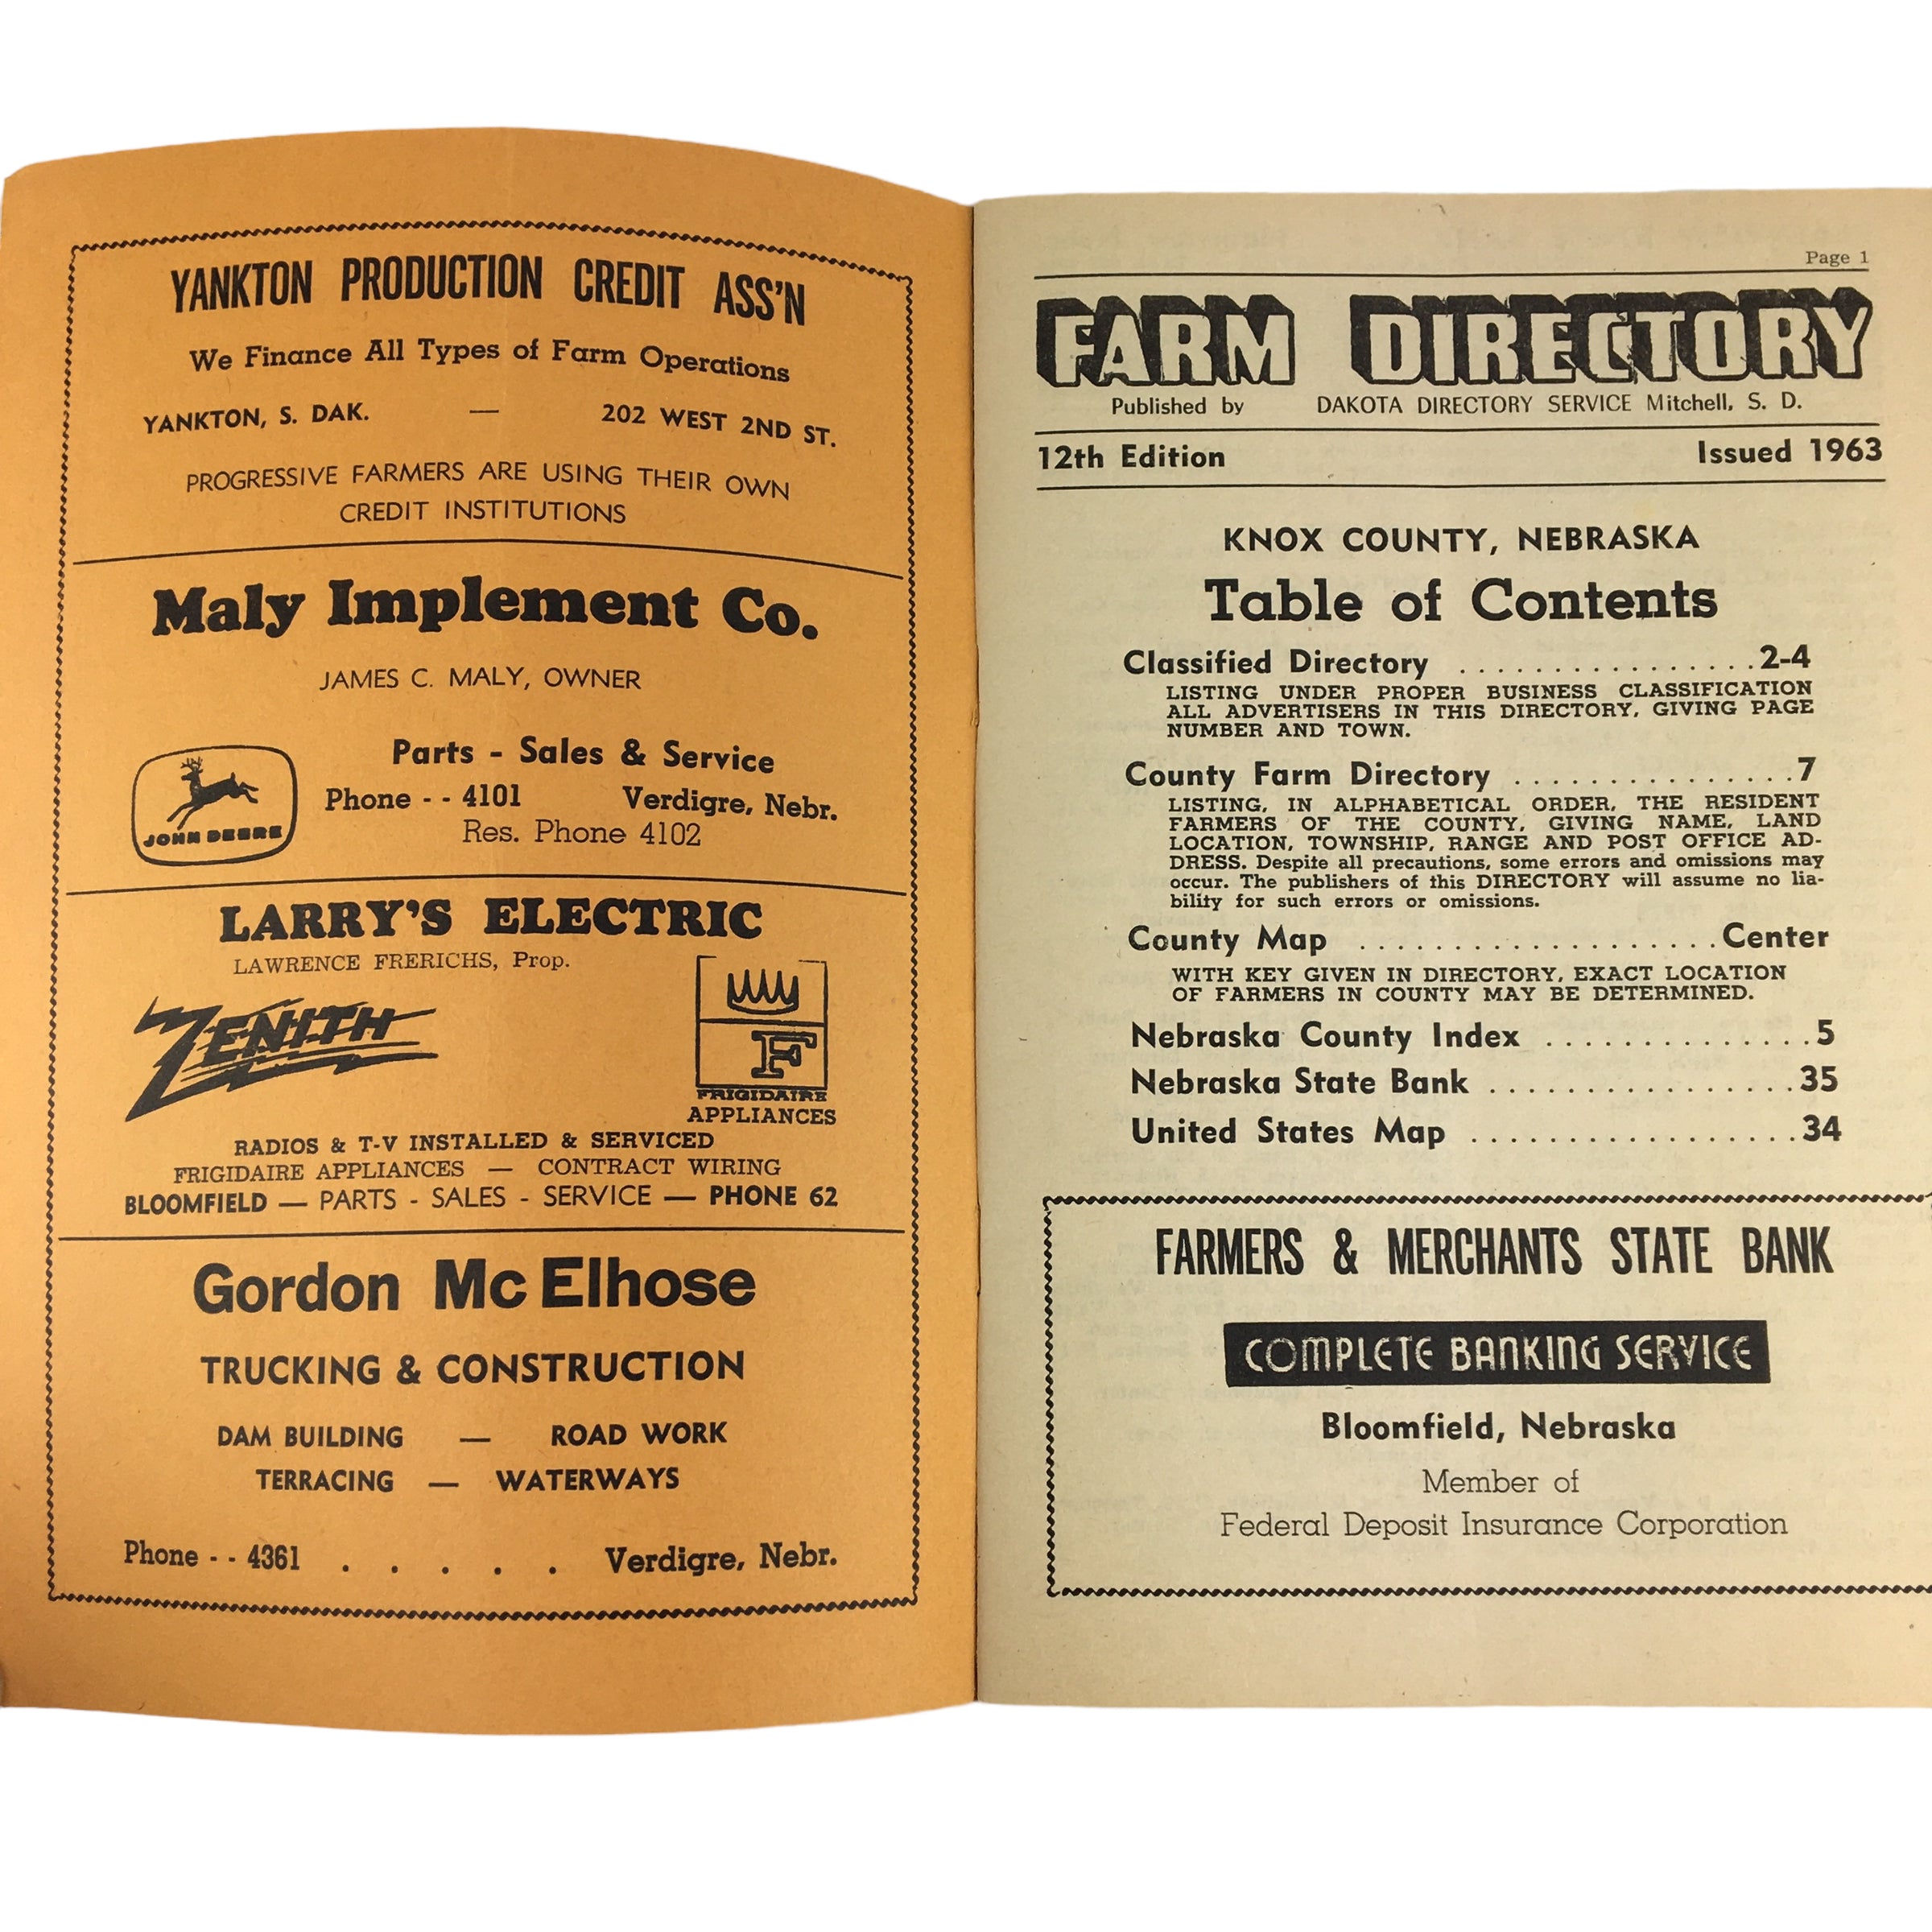 YANKTON PRODUCTION CREDIT ASS'N
We Finance All Types of Farm Operations
YANKTON, S. DAK. — 202 WEST 2ND ST.
PROGRESSIVE FARMERS ARE USING THEIR OWN
CREDIT INSTITUTIONS
Maly Implement Co.
JAMES C. MALY, OWNER
Parts - Sales & Service
Phone - - 4101 Verdigre, Nebr.
Res. Phone 4102
JOHN DEERE
LARRY'S ELECTRIC
LAWRENCE FRERICHS, Prop.
ZENITH
F
FRIGIDAIRE
APPLIANCES
RADIOS & T-V INSTALLED & SERVICED
FRIGIDAIRE APPLIANCES — CONTRACT WIRING
BLOOMFIELD — PARTS - SALES - SERVICE — PHONE 62
Gordon McElhose
TRUCKING & CONSTRUCTION
DAM BUILDING — ROAD WORK
TERRACING — WATERWAYS
Phone - - 4361 . . . . . Verdigre, Nebr.
Page 1
FARM DIRECTORY
Published by DAKOTA DIRECTORY SERVICE Mitchell, S. D.
12th Edition Issued 1963
KNOX COUNTY, NEBRASKA
Table of Contents
Classified Directory . . . . . . . . . . . . . . . . 2-4
LISTING UNDER PROPER BUSINESS CLASSIFICATION
ALL ADVERTISERS IN THIS DIRECTORY, GIVING PAGE
NUMBER AND TOWN.
County Farm Directory . . . . . . . . . . . . . . . 7
LISTING, IN ALPHABETICAL ORDER, THE RESIDENT
FARMERS OF THE COUNTY, GIVING NAME, LAND
LOCATION, TOWNSHIP, RANGE AND POST OFFICE AD-
DRESS. Despite all precautions, some errors and omissions may
occur. The publishers of this DIRECTORY will assume no lia-
bility for such errors or omissions.
County Map . . . . . . . . . . . . . . . . . . . Center
WITH KEY GIVEN IN DIRECTORY, EXACT LOCATION
OF FARMERS IN COUNTY MAY BE DETERMINED.
Nebraska County Index . . . . . . . . . . . . . . 5
Nebraska State Bank . . . . . . . . . . . . . . . . 35
United States Map . . . . . . . . . . . . . . . . . 34
FARMERS & MERCHANTS STATE BANK
COMPLETE BANKING SERVICE
Bloomfield, Nebraska
Member of
Federal Deposit Insurance Corporation